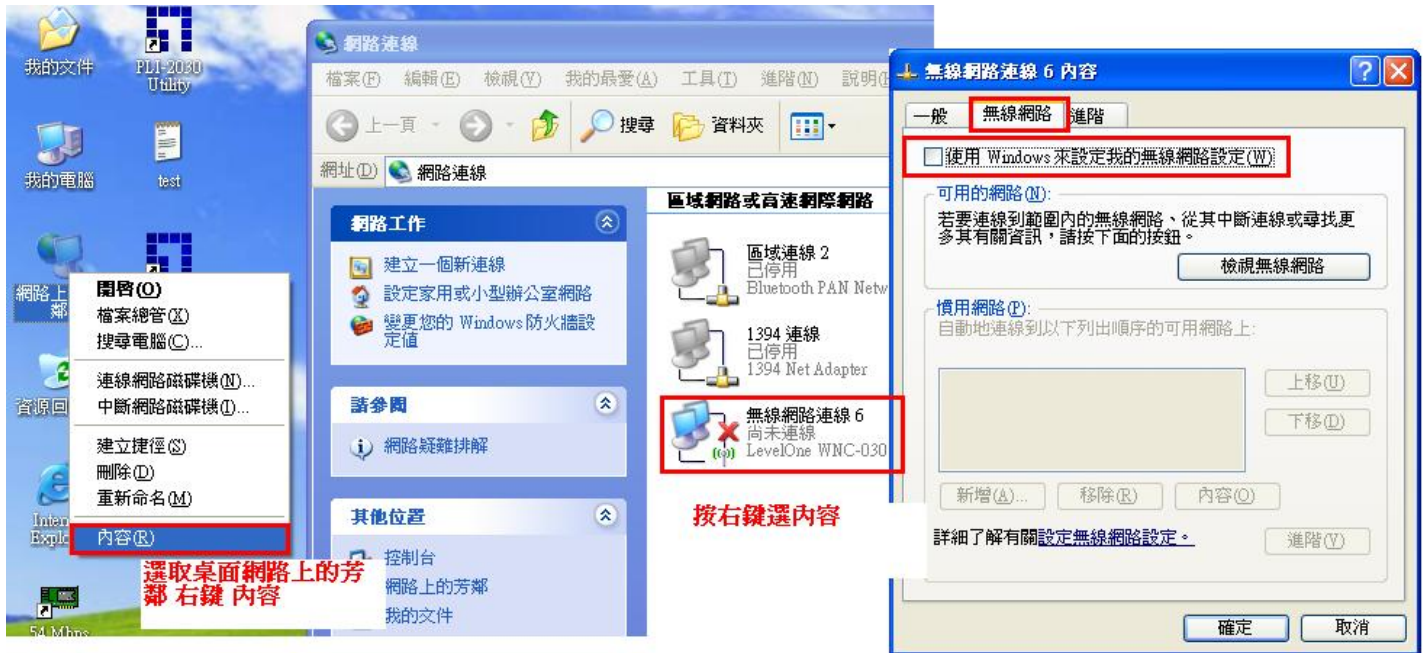 我的文件
PLI-2030
Utility
我的電腦
test
網路上
鄰
開啓(O)
檔案總管(X)
搜尋電腦(C)...
連線網路磁碟機(N)...
中斷網路磁碟機(I)...
建立捷徑(S)
刪除(D)
重新命名(M)
內容(R)
資源回
Inter
Explo
54 Mbps
選取桌面網路上的芳
鄰 右鍵 內容
網路連線
檔案(F) 編輯(E) 檢視(V) 我的最愛(A) 工具(T) 進階(N) 說明(H
上一頁 搜尋 資料夾
網址(D) 網路連線
網路工作
建立一個新連線
設定家用或小型辦公室網路
變更您的 Windows 防火牆設
定值
請參閱
網路疑難排解
其他位置
控制台
網路上的芳鄰
我的文件
區域網路或高速網際網路
區域連線 2
已停用
Bluetooth PAN Netw
1394 連線
已停用
1394 Net Adapter
無線網路連線 6
尚未連線
LevelOne WNC-030
按右鍵選內容
無線網路連線 6 內容
一般 無線網路 進階
使用 Windows 來設定我的無線網路設定(W)
可用的網路(N):
若要連線到範圍內的無線網路、從其中斷連線或尋找更
多其有關資訊，請按下面的按鈕。
檢視無線網路
慣用網路(P):
自動地連線到以下列出順序的可用網路上:
上移(U)
下移(D)
新增(A)... 移除(R) 內容(O)
詳細了解有關設定無線網路設定。
進階(V)
確定 取消